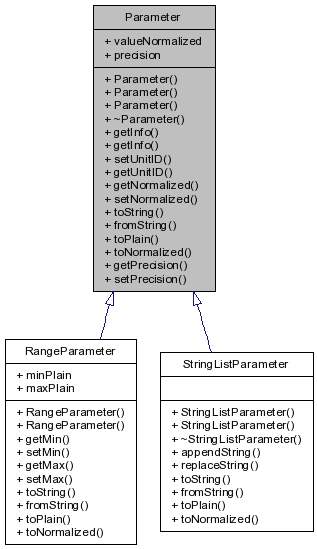 Parameter
+ valueNormalized
+ precision
+ Parameter()
+ Parameter()
+ Parameter()
+ ~Parameter()
+ getInfo()
+ getInfo()
+ setUnitID()
+ getUnitID()
+ getNormalized()
+ setNormalized()
+ toString()
+ fromString()
+ toPlain()
+ toNormalized()
+ getPrecision()
+ setPrecision()
RangeParameter
+ minPlain
+ maxPlain
+ RangeParameter()
+ RangeParameter()
+ getMin()
+ setMin()
+ getMax()
+ setMax()
+ toString()
+ fromString()
+ toPlain()
+ toNormalized()
StringListParameter
+ StringListParameter()
+ StringListParameter()
+ ~StringListParameter()
+ appendString()
+ replaceString()
+ toString()
+ fromString()
+ toPlain()
+ toNormalized()